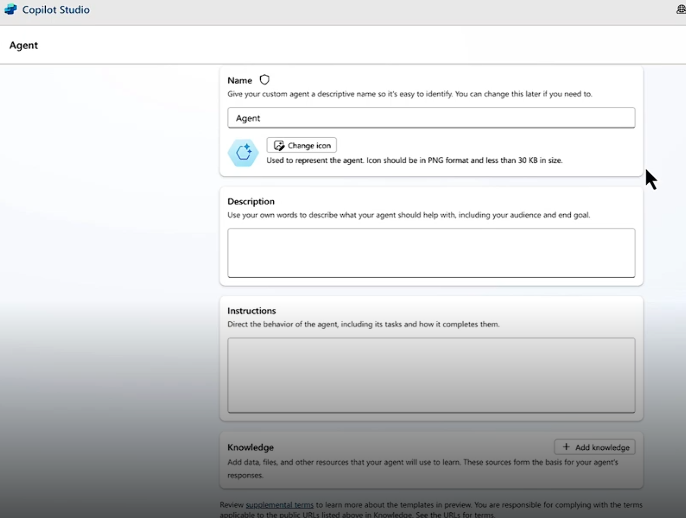 Copilot Studio
Agent
Name
Give your custom agent a descriptive name so it's easy to identify. You can change this later if you need to.
Agent
Change icon
Used to represent the agent. Icon should be in PNG format and less than 30 KB in size.
Description
Use your own words to describe what your agent should help with, including your audience and end goal.
Instructions
Direct the behavior of the agent, including its tasks and how it completes them.
Knowledge
+ Add knowledge
Add data, files, and other resources that your agent will use to learn. These sources form the basis for your agent's
responses.
Review supplemental terms to learn more about the templates in preview. You are responsible for complying with the terms
applicable to the public URLs listed above in Knowledge. See the URLs for terms.